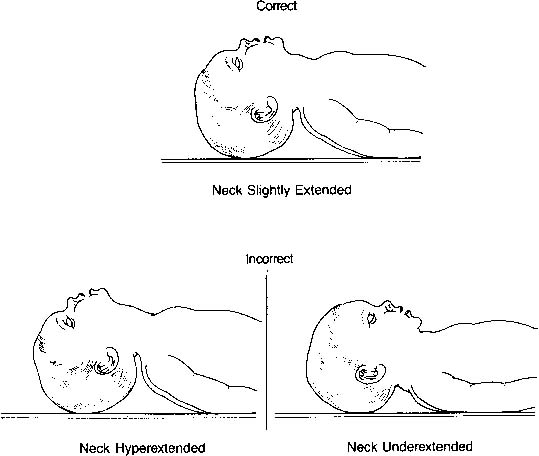 Correct
Neck Slightly Extended
Incorrect
Neck Hyperextended
Neck Underextended